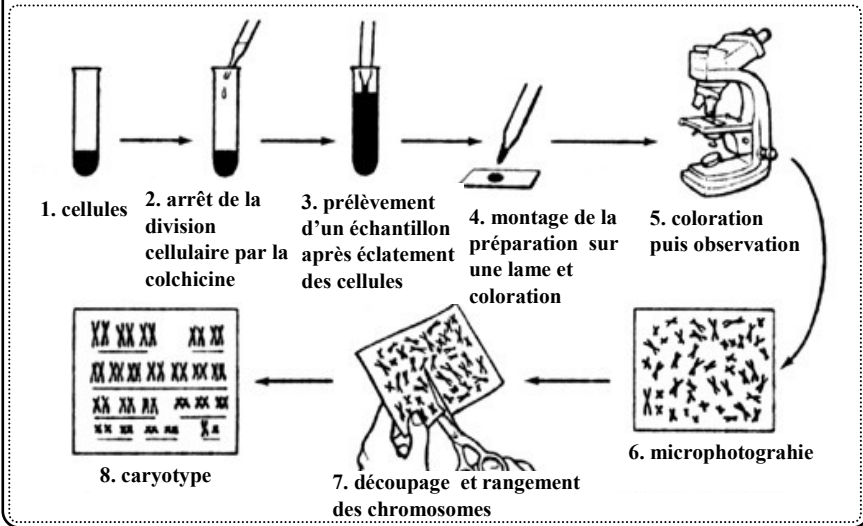 1. cellules
2. arrêt de la
division
cellulaire par la
colchicine
3. prélèvement
d'un échantillon
après éclatement
des cellules
4. montage de la
préparation sur
une lame et
coloration
5. coloration
puis observation
6. microphotograhie
7. découpage et rangement
des chromosomes
8. caryotype